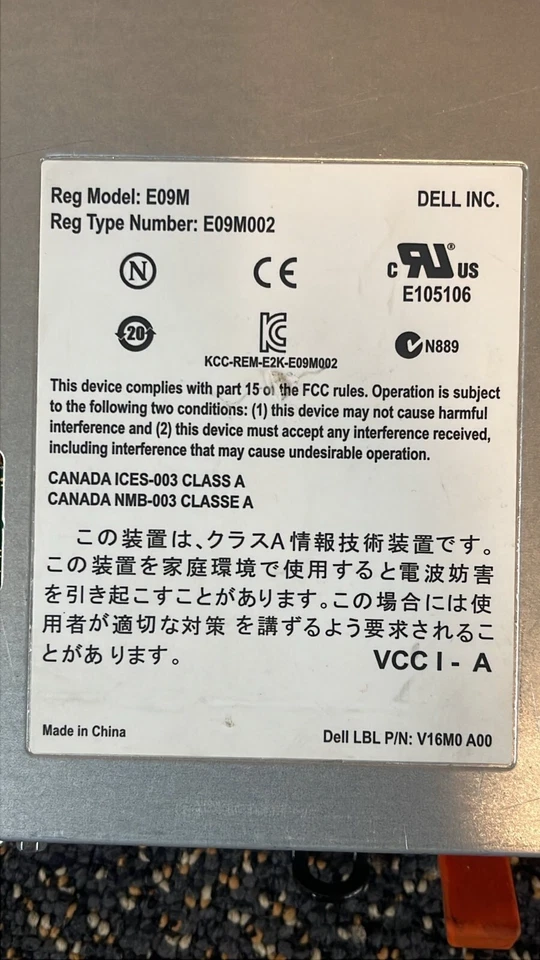 Reg Model: E09M
DELL INC.
Reg Type Number: E09M002
N
CE
c RU® US
E105106
20
KC
N889
KCC-REM-E2K-E09M002
This device complies with part 15 of the FCC rules. Operation is subject
to the following two conditions: (1) this device may not cause harmful
interference and (2) this device must accept any interference received,
including interference that may cause undesirable operation.
CANADA ICES-003 CLASS A
CANADA NMB-003 CLASSE A
この装置は、クラスA情報技術装置です。
この装置を家庭環境で使用すると電波妨害
を引き起こすことがあります。この場合には使
用者が適切な対策 を講ずるよう要求されるこ
とがあ ります。
VCC I - A
Made in China
Dell LBL P/N: V16M0 A00